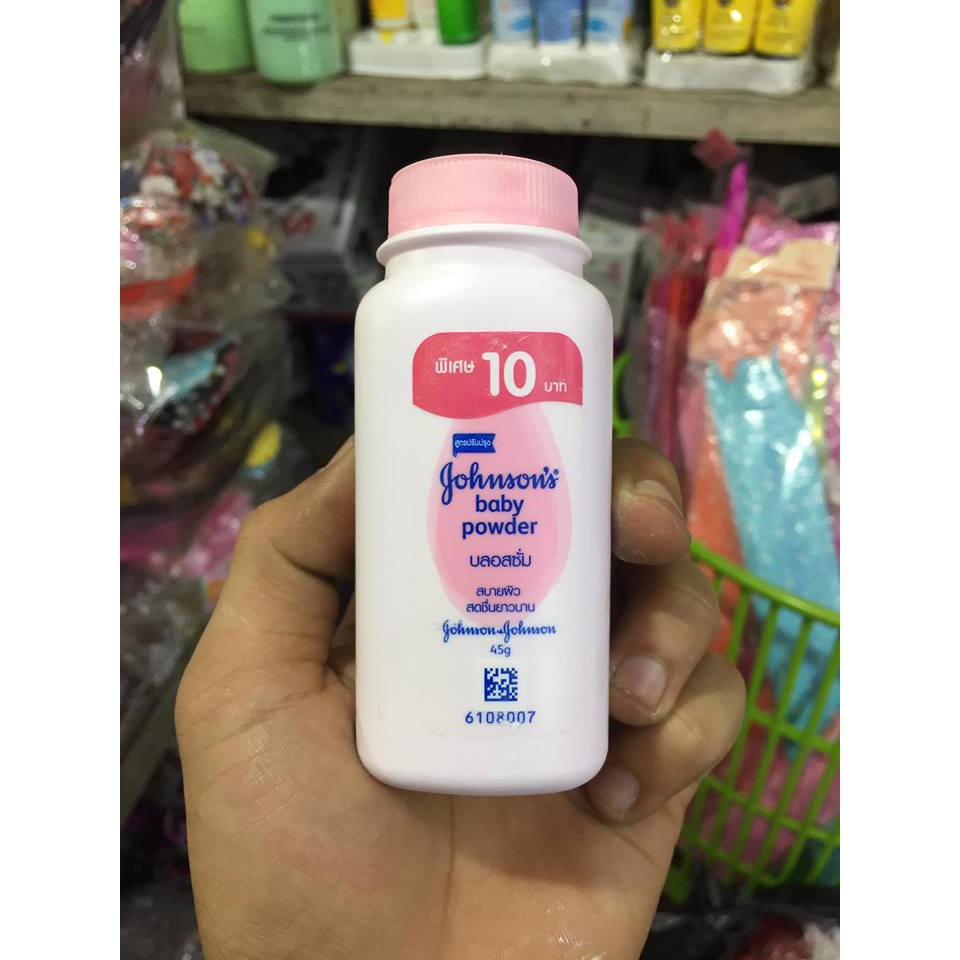 พิเศษ 10 บาท
สูตรปรับปรุง
Johnson's®
baby
powder
บลอสซั่ม
สบายผิว
สดชื่นยาวนาน
Johnson & Johnson
45g
6108007